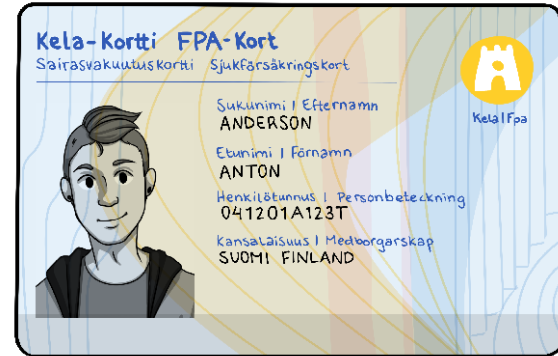 Kela-Kortti FPA-Kort
Sairasvakuutuskortti Sjukförsäkringskort
Kela | Fpa
Sukunimi | Efternamn
ANDERSON
Etunimi | Förnamn
ANTON
Henkilötunnus | Personbeteckning
041201A123T
Kansalaisuus | Medborgarskap
SUOMI FINLAND